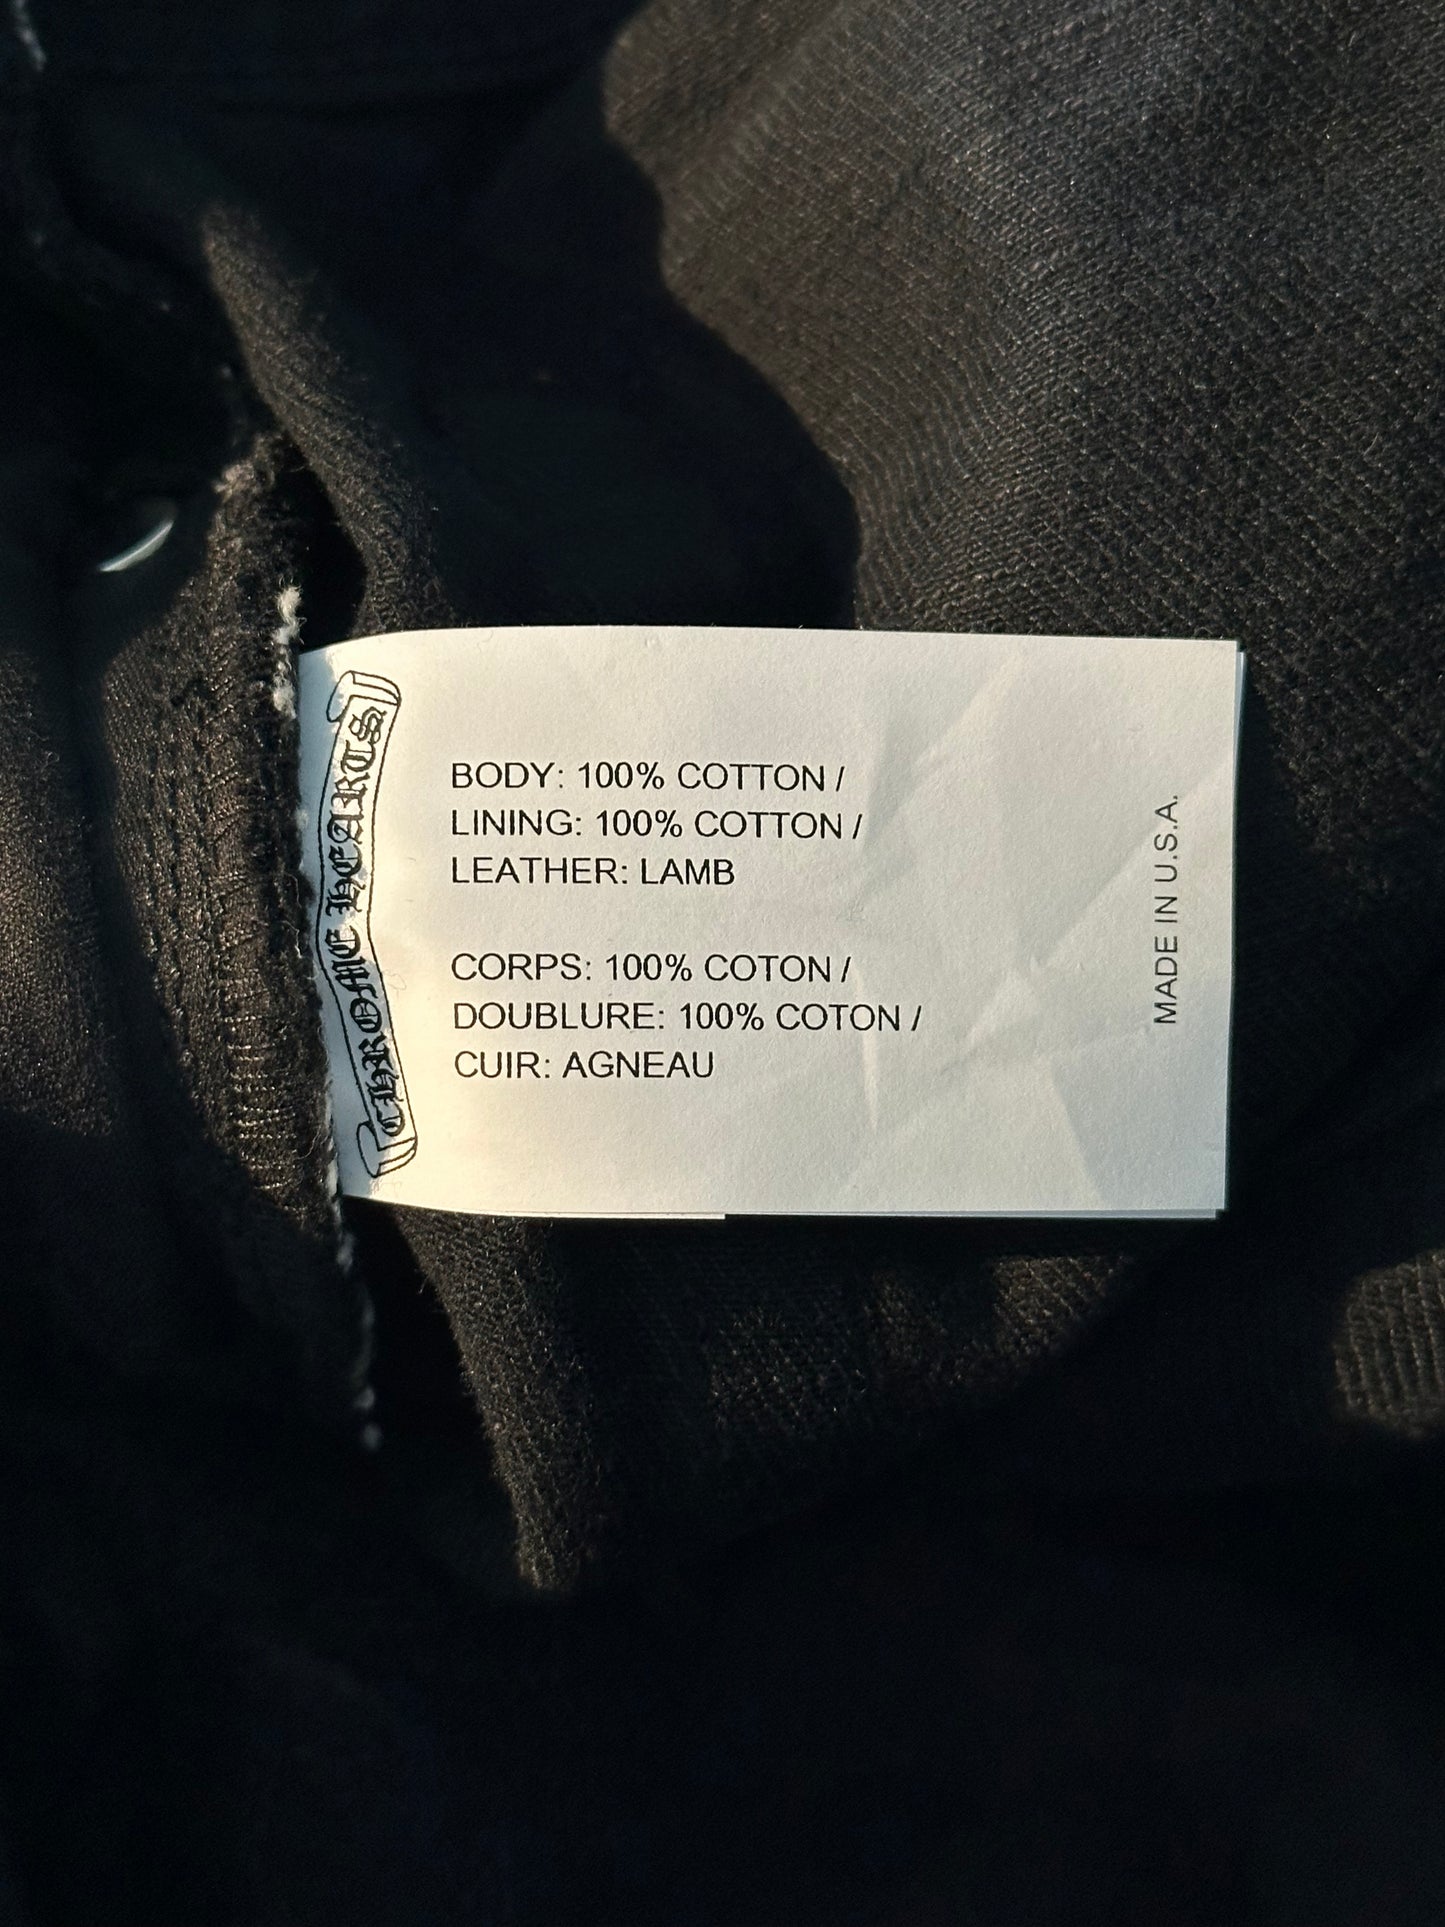 CHROME HEARTS
BODY: 100% COTTON /
LINING: 100% COTTON /
LEATHER: LAMB
CORPS: 100% COTON /
DOUBLURE: 100% COTON /
CUIR: AGNEAU
MADE IN U.S.A.